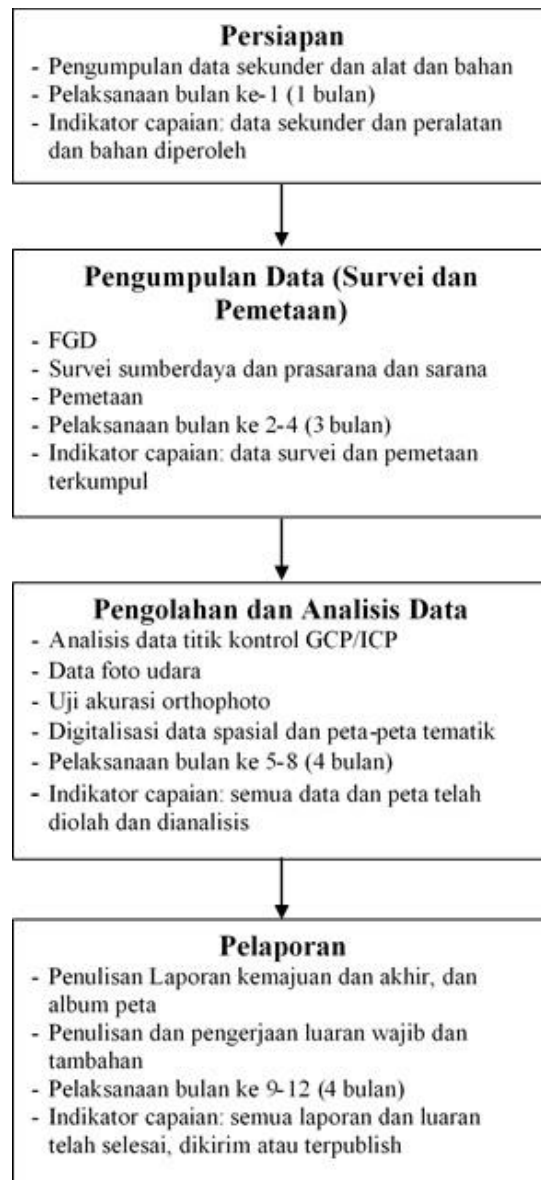 Persiapan
- Pengumpulan data sekunder dan alat dan bahan
- Pelaksanaan bulan ke-1 (1 bulan)
- Indikator capaian: data sekunder dan peralatan
dan bahan diperoleh
Pengumpulan Data (Survei dan
Pemetaan)
- FGD
- Survei sumberdaya dan prasarana dan sarana
- Pemetaan
- Pelaksanaan bulan ke 2-4 (3 bulan)
- Indikator capaian: data survei dan pemetaan
terkumpul
Pengolahan dan Analisis Data
- Analisis data titik kontrol GCP/ICP
- Data foto udara
- Uji akurasi orthophoto
- Digitalisasi data spasial dan peta-peta tematik
- Pelaksanaan bulan ke 5-8 (4 bulan)
- Indikator capaian: semua data dan peta telah
diolah dan dianalisis
Pelaporan
- Penulisan Laporan kemajuan dan akhir, dan
album peta
- Penulisan dan pengerjaan luaran wajib dan
tambahan
- Pelaksanaan bulan ke 9-12 (4 bulan)
- Indikator capaian: semua laporan dan luaran
telah selesai, dikirim atau terpublish